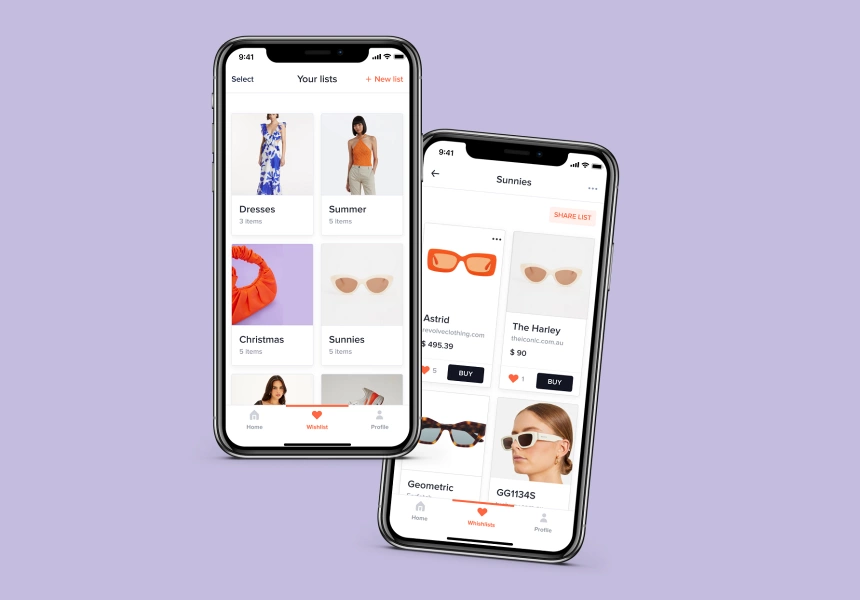 9:41
Select
Your lists
+ New list
Dresses
3 items
Summer
5 items
Christmas
5 items
Sunnies
5 items
Home
Wishlist
Profile
9:41
Sunnies
SHARE LIST
Astrid
revolveclothing.com
$ 495.39
5
BUY
The Harley
theiconic.com.au
$ 90
1
BUY
Geometric
GG1134S
Home
Whishlists
Profile